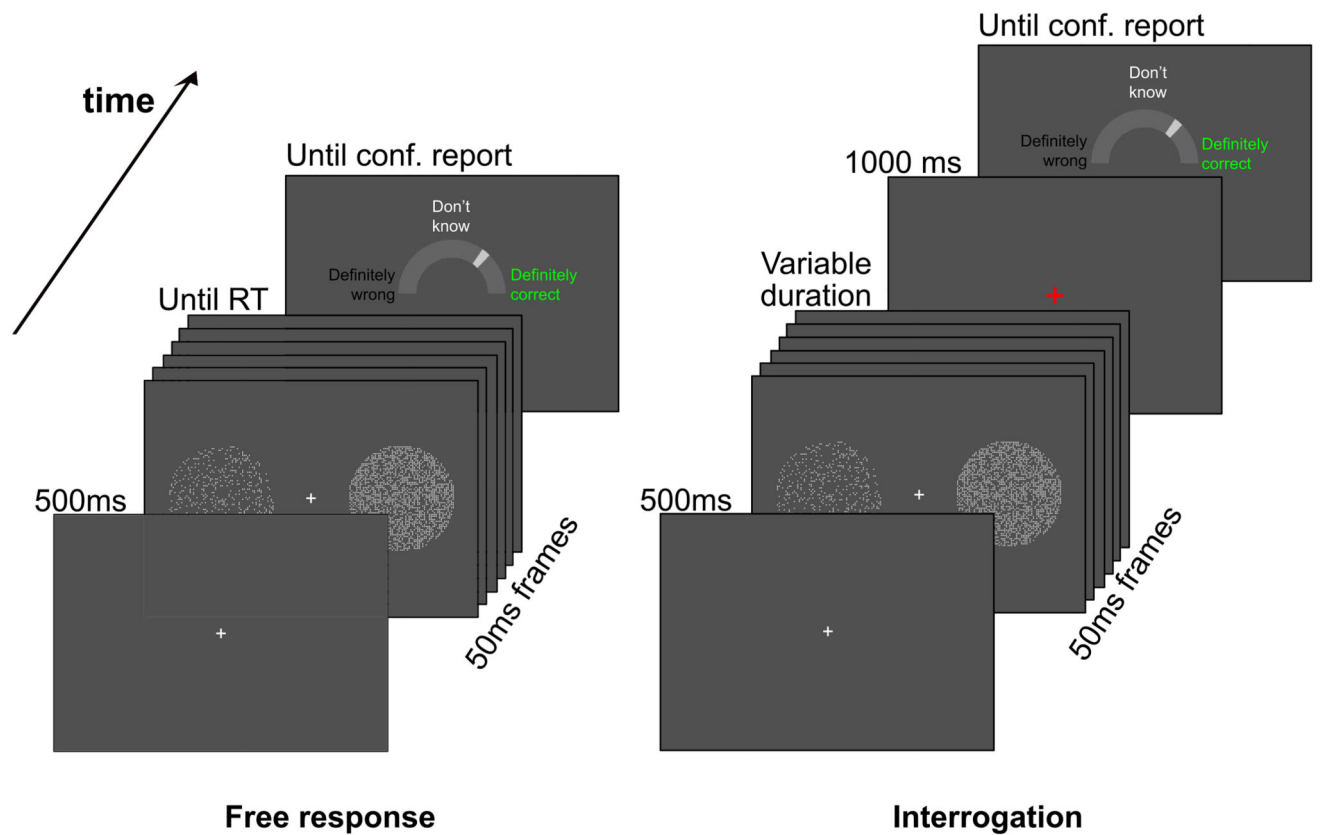 time
Until conf. report
Don't
know
Definitely
wrong
Definitely
correct
Until RT
500ms
50ms frames
Free response
Until conf. report
Don't
know
Definitely
wrong
Definitely
correct
1000 ms
Variable
duration
500ms
50ms frames
Interrogation